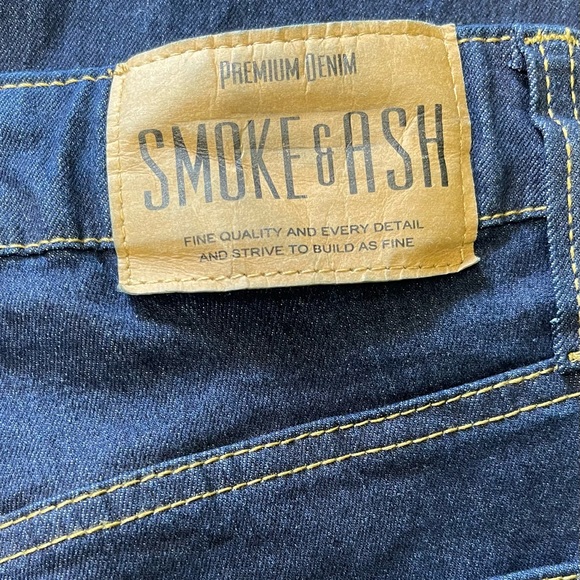 PREMIUM DENIM
SMOKE & ASH
FINE QUALITY AND EVERY DETAIL
AND STRIVE TO BUILD AS FINE